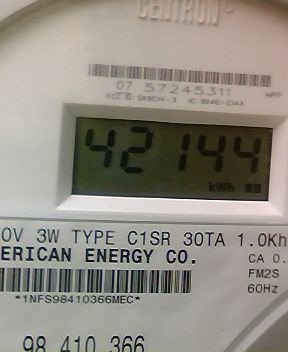 CENTRON®
07 57245311
42144
kWh
0V 3W TYPE C1SR 30TA 1.0Kh
ERICAN ENERGY CO.
CA 0.
FM2S
*1NFS98410366MEC*
60Hz
98 410 366